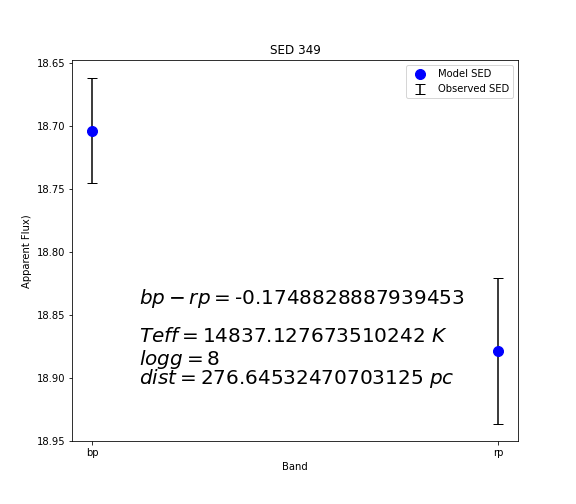 SED 349
18.65
18.70
18.75
18.80
18.85
18.90
18.95
Apparent Flux)
Model SED
Observed SED
bp − rp = -0.1748828887939453
Teff = 14837.127673510242 K
logg = 8
dist = 276.64532470703125 pc
bp
rp
Band